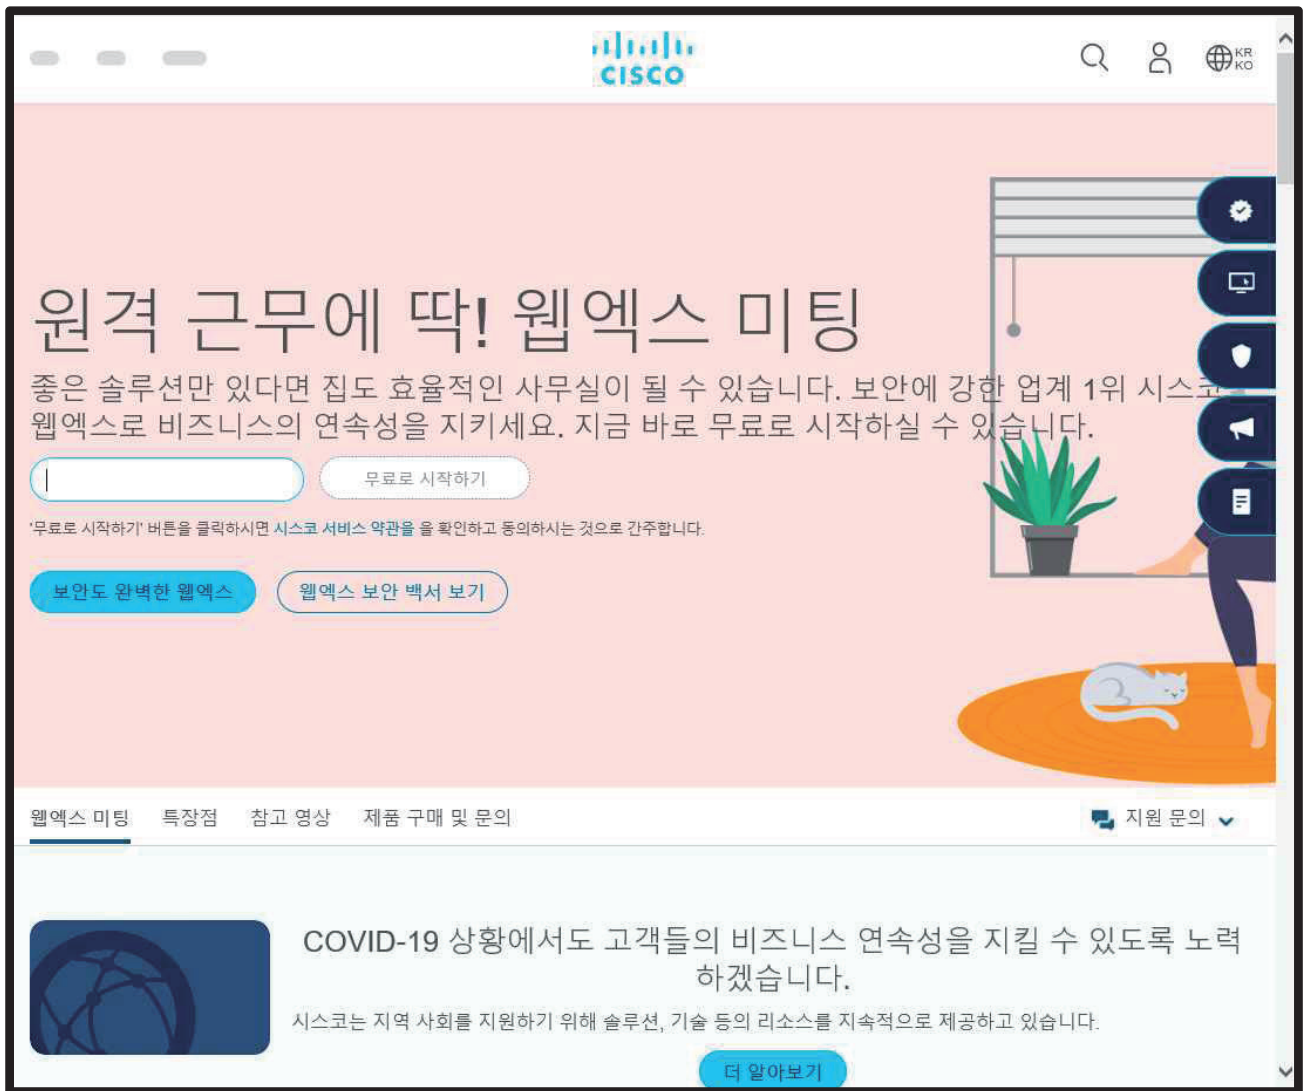 CISCO
KR
KO
원격 근무에 딱! 웹엑스 미팅
좋은 솔루션만 있다면 집도 효율적인 사무실이 될 수 있습니다. 보안에 강한 업계 1위 시스코
웹엑스로 비즈니스의 연속성을 지키세요. 지금 바로 무료로 시작하실 수 있습니다.
무료로 시작하기
'무료로 시작하기' 버튼을 클릭하시면 시스코 서비스 약관을 을 확인하고 동의하시는 것으로 간주합니다.
보안도 완벽한 웹엑스 웹엑스 보안 백서 보기
웹엑스 미팅 특장점 참고 영상 제품 구매 및 문의 지원 문의
COVID-19 상황에서도 고객들의 비즈니스 연속성을 지킬 수 있도록 노력
하겠습니다.
시스코는 지역 사회를 지원하기 위해 솔루션, 기술 등의 리소스를 지속적으로 제공하고 있습니다.
더 알아보기